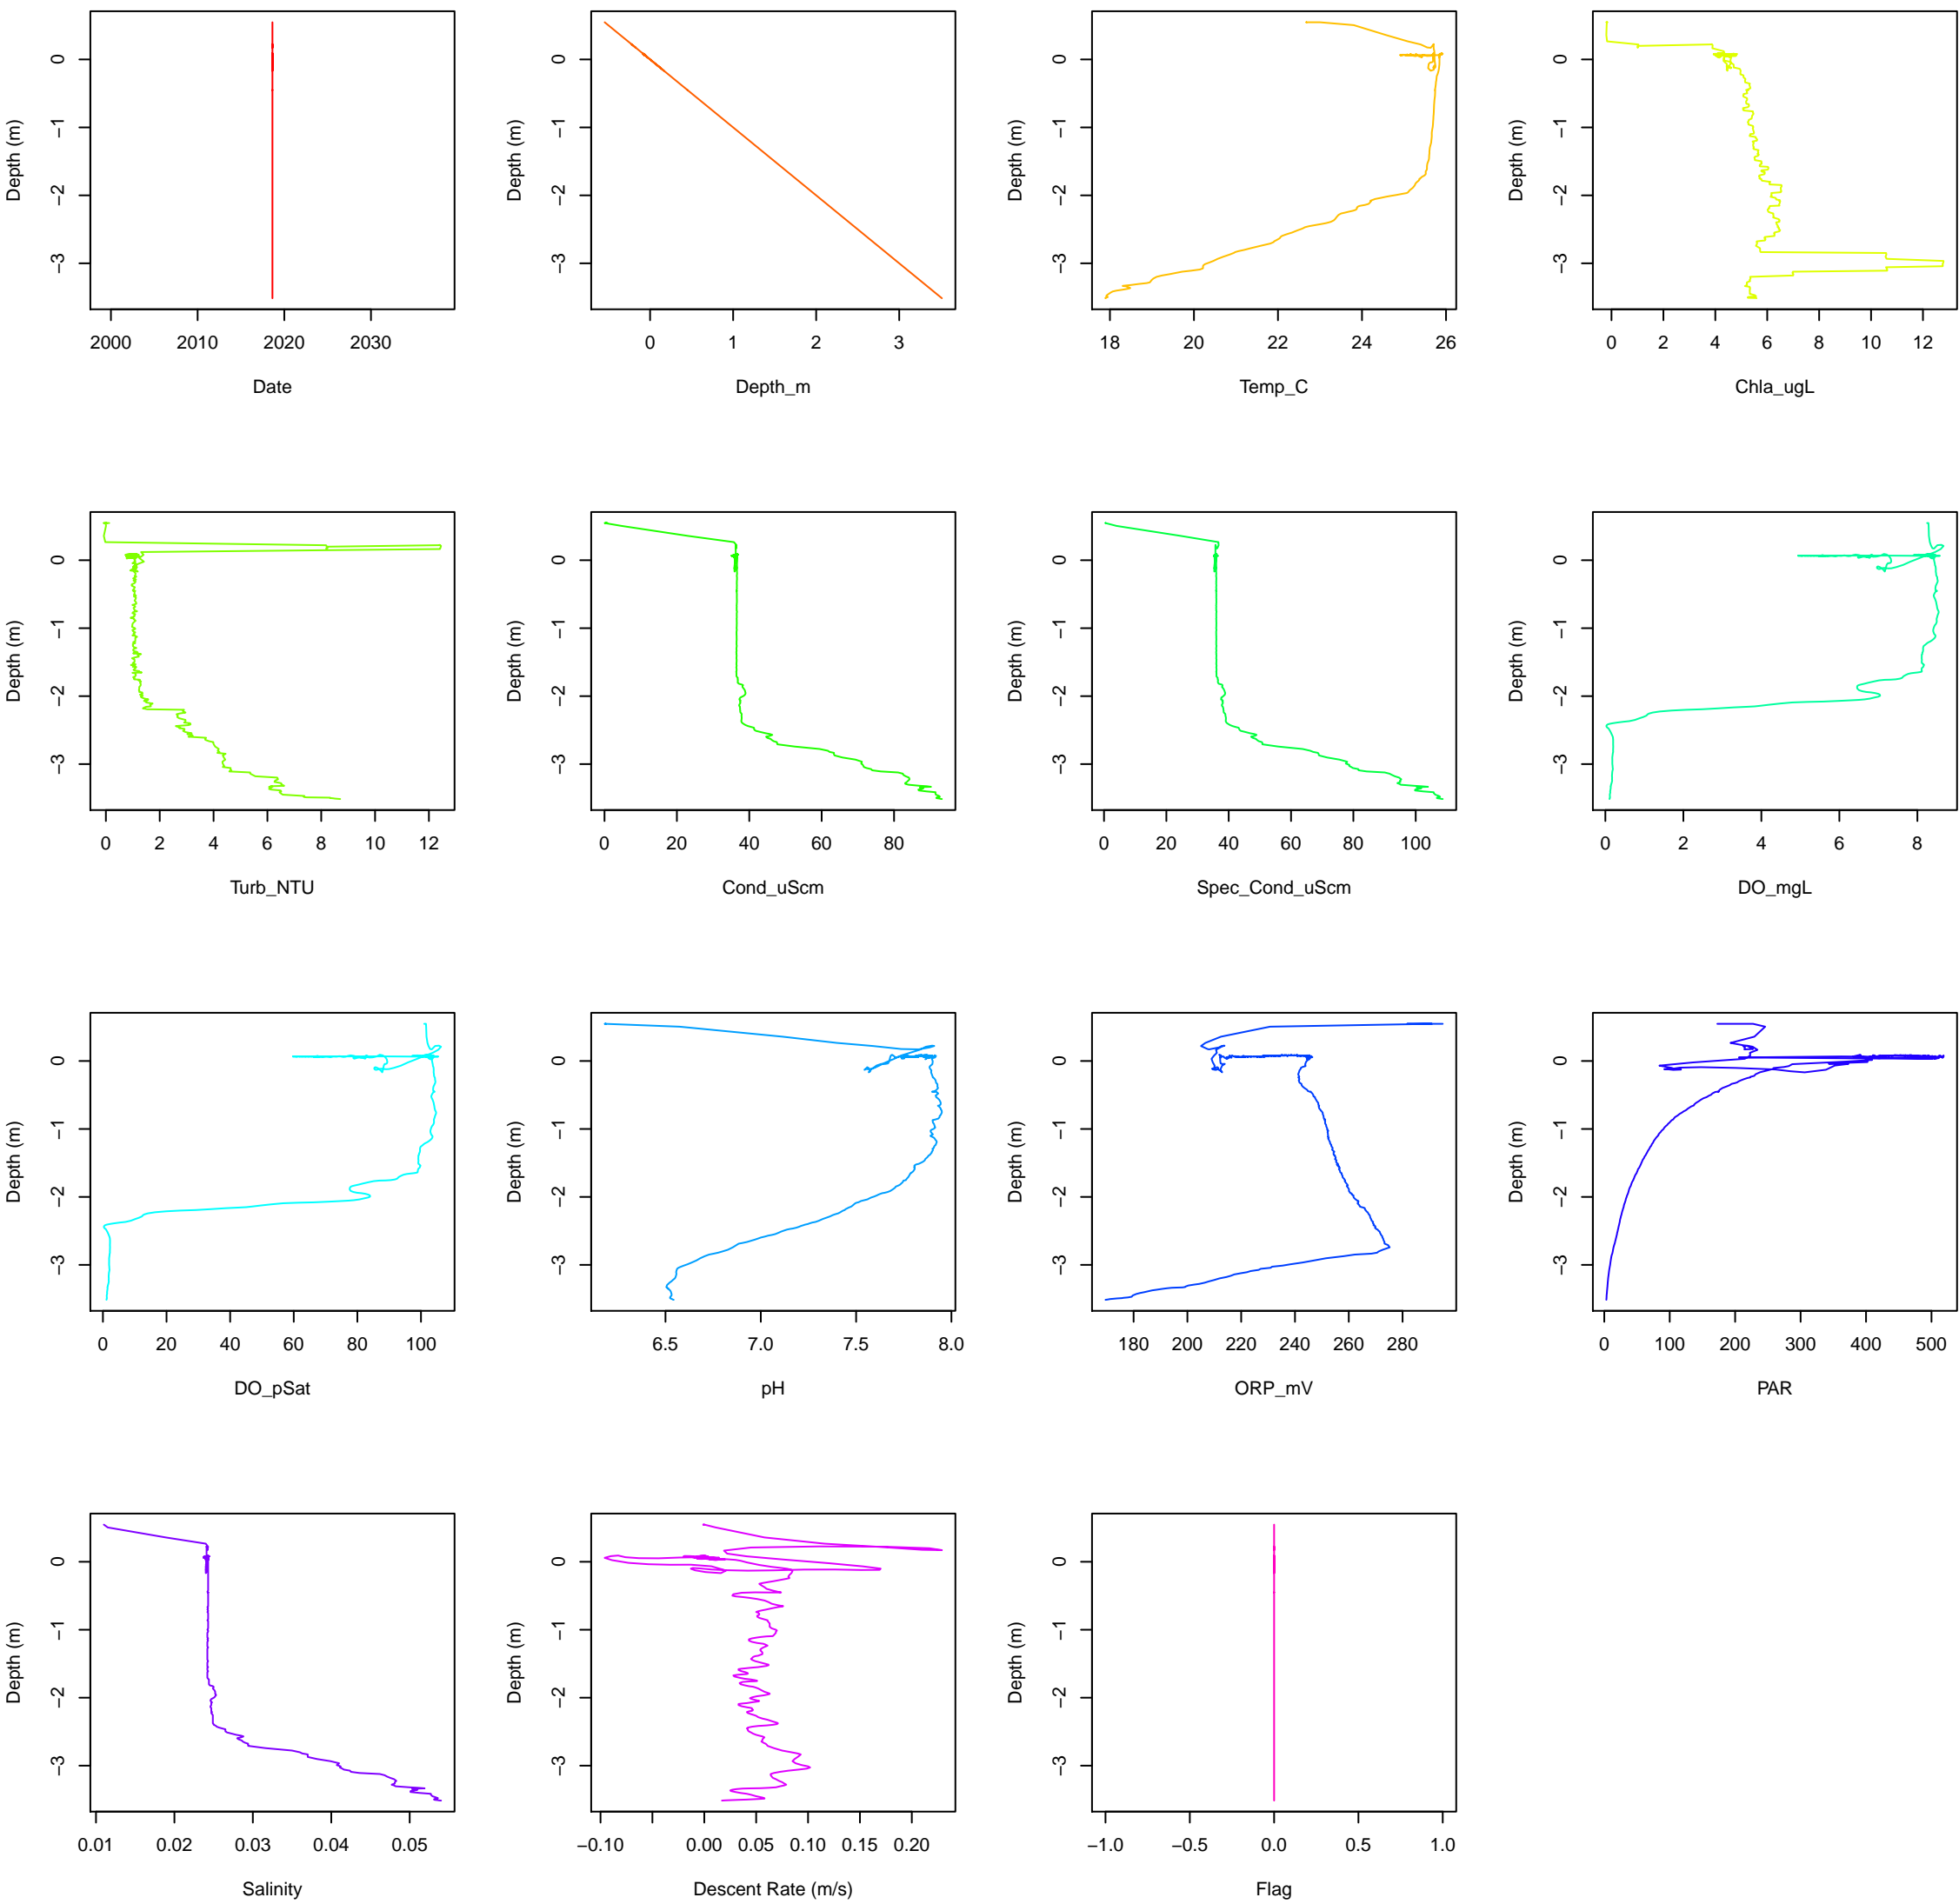 Depth (m)
0
−1
−2
−3
2000 2010 2020 2030
Date
Depth (m)
0
−1
−2
−3
0 1 2 3
Depth_m
Depth (m)
0
−1
−2
−3
18 20 22 24 26
Temp_C
Depth (m)
0
−1
−2
−3
0 2 4 6 8 10 12
Chla_ugL
Depth (m)
0
−1
−2
−3
0 2 4 6 8 10 12
Turb_NTU
Depth (m)
0
−1
−2
−3
0 20 40 60 80
Cond_uScm
Depth (m)
0
−1
−2
−3
0 20 40 60 80 100
Spec_Cond_uScm
Depth (m)
0
−1
−2
−3
0 2 4 6 8
DO_mgL
Depth (m)
0
−1
−2
−3
0 20 40 60 80 100
DO_pSat
Depth (m)
0
−1
−2
−3
6.5 7.0 7.5 8.0
pH
Depth (m)
0
−1
−2
−3
180 200 220 240 260 280
ORP_mV
Depth (m)
0
−1
−2
−3
0 100 200 300 400 500
PAR
Depth (m)
0
−1
−2
−3
0.01 0.02 0.03 0.04 0.05
Salinity
Depth (m)
0
−1
−2
−3
−0.10 0.00 0.05 0.10 0.15 0.20
Descent Rate (m/s)
Depth (m)
0
−1
−2
−3
−1.0 −0.5 0.0 0.5 1.0
Flag